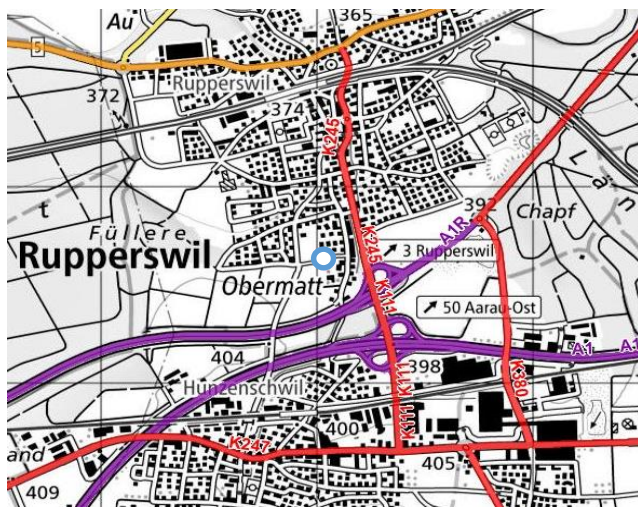 Au
365
5
Rupperswil
372
374
K245
392
t
Füllere
Chapf
Län
Rupperswil
K245
A1R
3 Rupperswil
Obermatt
K111
50 Aarau-Ost
404
A1
A1
398
Hunzenschwil
K111
K111
K380
400
K247
405
and
409